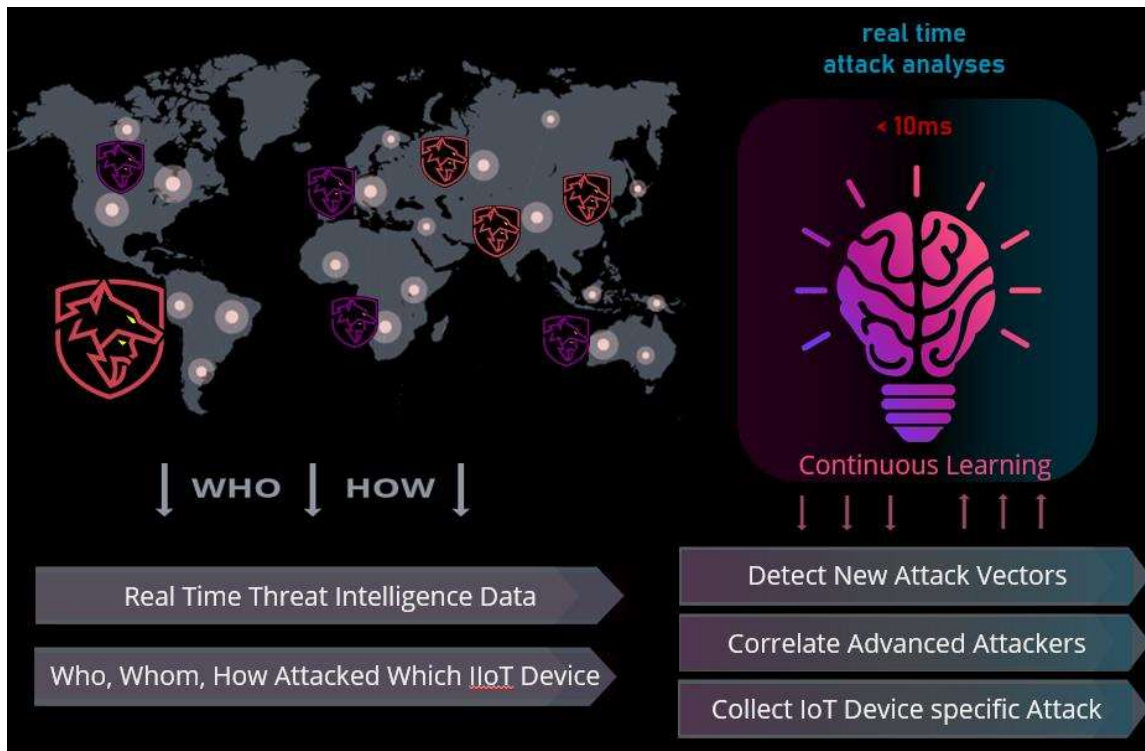 real time
attack analyses
< 10ms
Continuous Learning
WHO HOW
Real Time Threat Intelligence Data
Who, Whom, How Attacked Which IIoT Device
Detect New Attack Vectors
Correlate Advanced Attackers
Collect IoT Device specific Attack